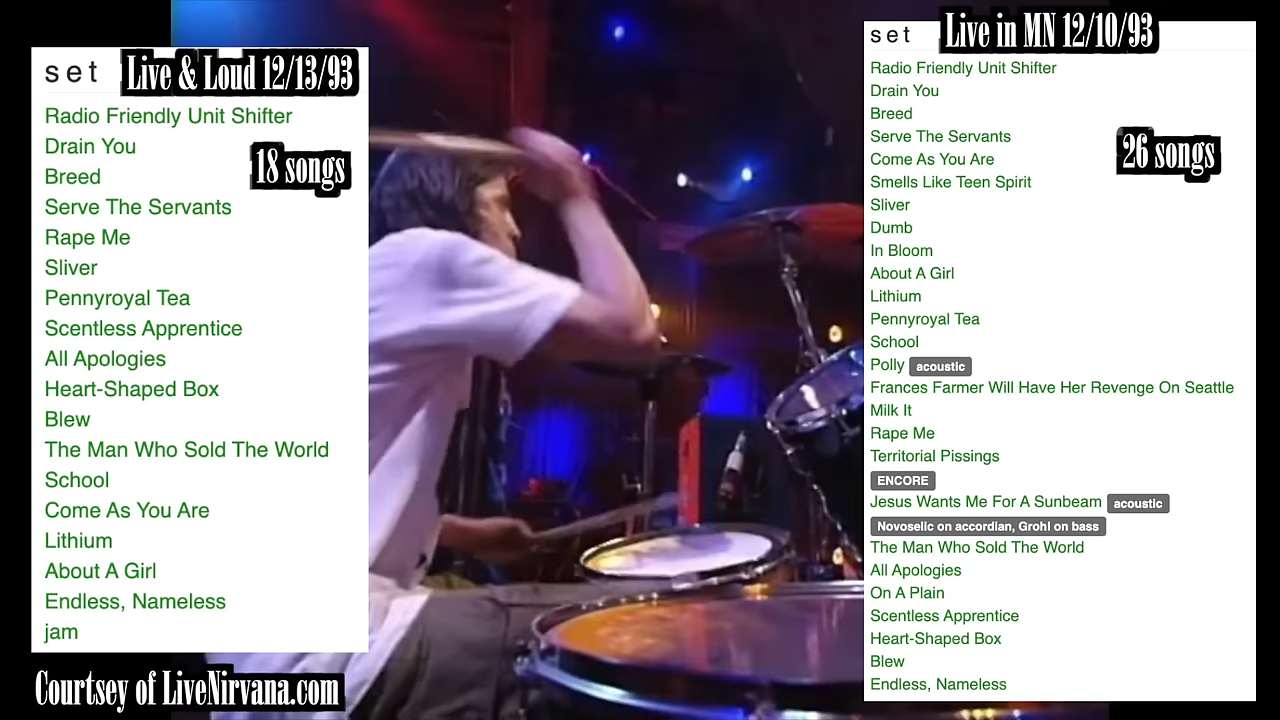 set Live & Loud 12/13/93
Radio Friendly Unit Shifter
Drain You
18 songs
Breed
Serve The Servants
Rape Me
Sliver
Pennyroyal Tea
Scentless Apprentice
All Apologies
Heart-Shaped Box
Blew
The Man Who Sold The World
School
Come As You Are
Lithium
About A Girl
Endless, Nameless
jam
Courtsey of LiveNirvana.com
set Live in MN 12/10/93
Radio Friendly Unit Shifter
Drain You
Breed
Serve The Servants
26 songs
Come As You Are
Smells Like Teen Spirit
Sliver
Dumb
In Bloom
About A Girl
Lithium
Pennyroyal Tea
School
Polly acoustic
Frances Farmer Will Have Her Revenge On Seattle
Milk It
Rape Me
Territorial Pissings
ENCORE
Jesus Wants Me For A Sunbeam acoustic
Novoselic on accordian, Grohl on bass
The Man Who Sold The World
All Apologies
On A Plain
Scentless Apprentice
Heart-Shaped Box
Blew
Endless, Nameless